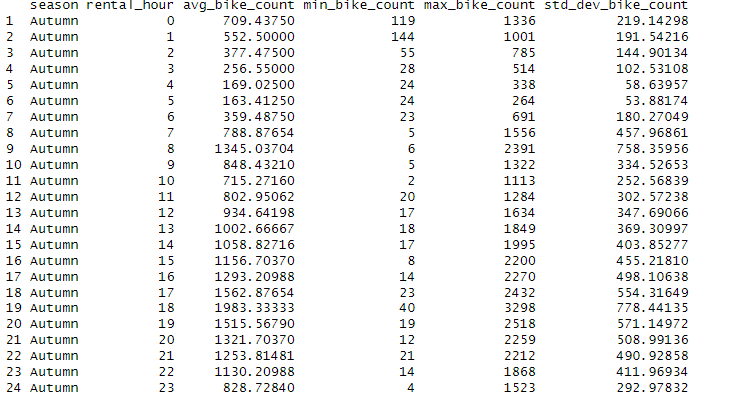 season rental_hour avg_bike_count min_bike_count max_bike_count std_dev_bike_count
1 Autumn 0 709.43750 119 1336 219.14298
2 Autumn 1 552.50000 144 1001 191.54216
3 Autumn 2 377.47500 55 785 144.90134
4 Autumn 3 256.55000 28 514 102.53108
5 Autumn 4 169.02500 24 338 58.63957
6 Autumn 5 163.41250 24 264 53.88174
7 Autumn 6 359.48750 23 691 180.27049
8 Autumn 7 788.87654 5 1556 457.96861
9 Autumn 8 1345.03704 6 2391 758.35956
10 Autumn 9 848.43210 5 1322 334.52653
11 Autumn 10 715.27160 2 1113 252.56839
12 Autumn 11 802.95062 20 1284 302.57238
13 Autumn 12 934.64198 17 1634 347.69066
14 Autumn 13 1002.66667 18 1849 369.30997
15 Autumn 14 1058.82716 17 1995 403.85277
16 Autumn 15 1156.70370 8 2200 455.21810
17 Autumn 16 1293.20988 14 2270 498.10638
18 Autumn 17 1562.87654 23 2432 554.31649
19 Autumn 18 1983.33333 40 3298 778.44135
20 Autumn 19 1515.56790 19 2518 571.14972
21 Autumn 20 1321.70370 12 2259 508.99136
22 Autumn 21 1253.81481 21 2212 490.92858
23 Autumn 22 1130.20988 14 1868 411.96934
24 Autumn 23 828.72840 4 1523 292.97832